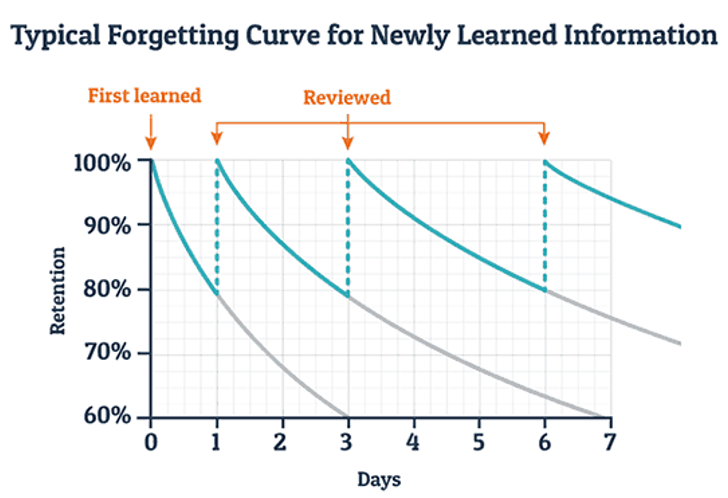 Typical Forgetting Curve for Newly Learned Information
First learned
Reviewed
100%
90%
80%
70%
60%
Retention
0 1 2 3 4 5 6 7
Days